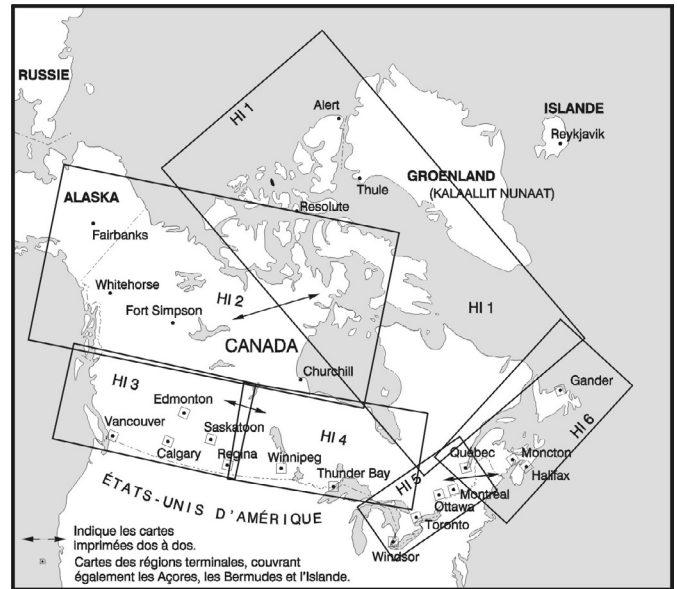 RUSSIE
HI 1
Alert
ISLANDE
Reykjavik
GROENLAND
(KALAALLIT NUNAAT)
Thule
ALASKA
Resolute
Fairbanks
Whitehorse
HI 2
HI 1
Fort Simpson
CANADA
Churchill
HI 3
Gander
Edmonton
HI 6
Vancouver
Saskatoon
HI 4
Calgary
Regina
Winnipeg
Québec
Moncton
Halifax
Thunder Bay
HI 5
Montréal
Ottawa
Toronto
Windsor
ÉTATS-UNIS D'AMÉRIQUE
Indique les cartes
imprimées dos à dos.
Cartes des régions terminales, couvrant
également les Açores, les Bermudes et l'Islande.